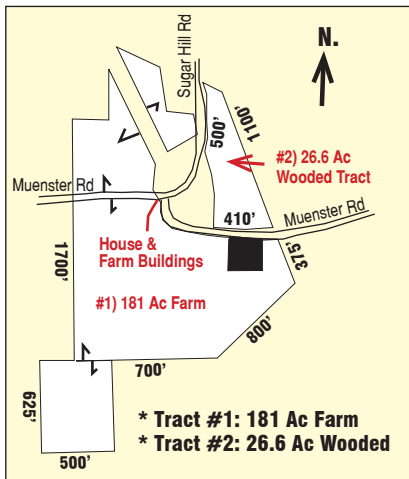 N.
Sugar Hill Rd
500'
1100'
#2) 26.6 Ac
Wooded Tract
Muenster Rd
410'
Muenster Rd
House &
Farm Buildings
375'
1700'
#1) 181 Ac Farm
800'
700'
625'
500'
* Tract #1: 181 Ac Farm
* Tract #2: 26.6 Ac Wooded